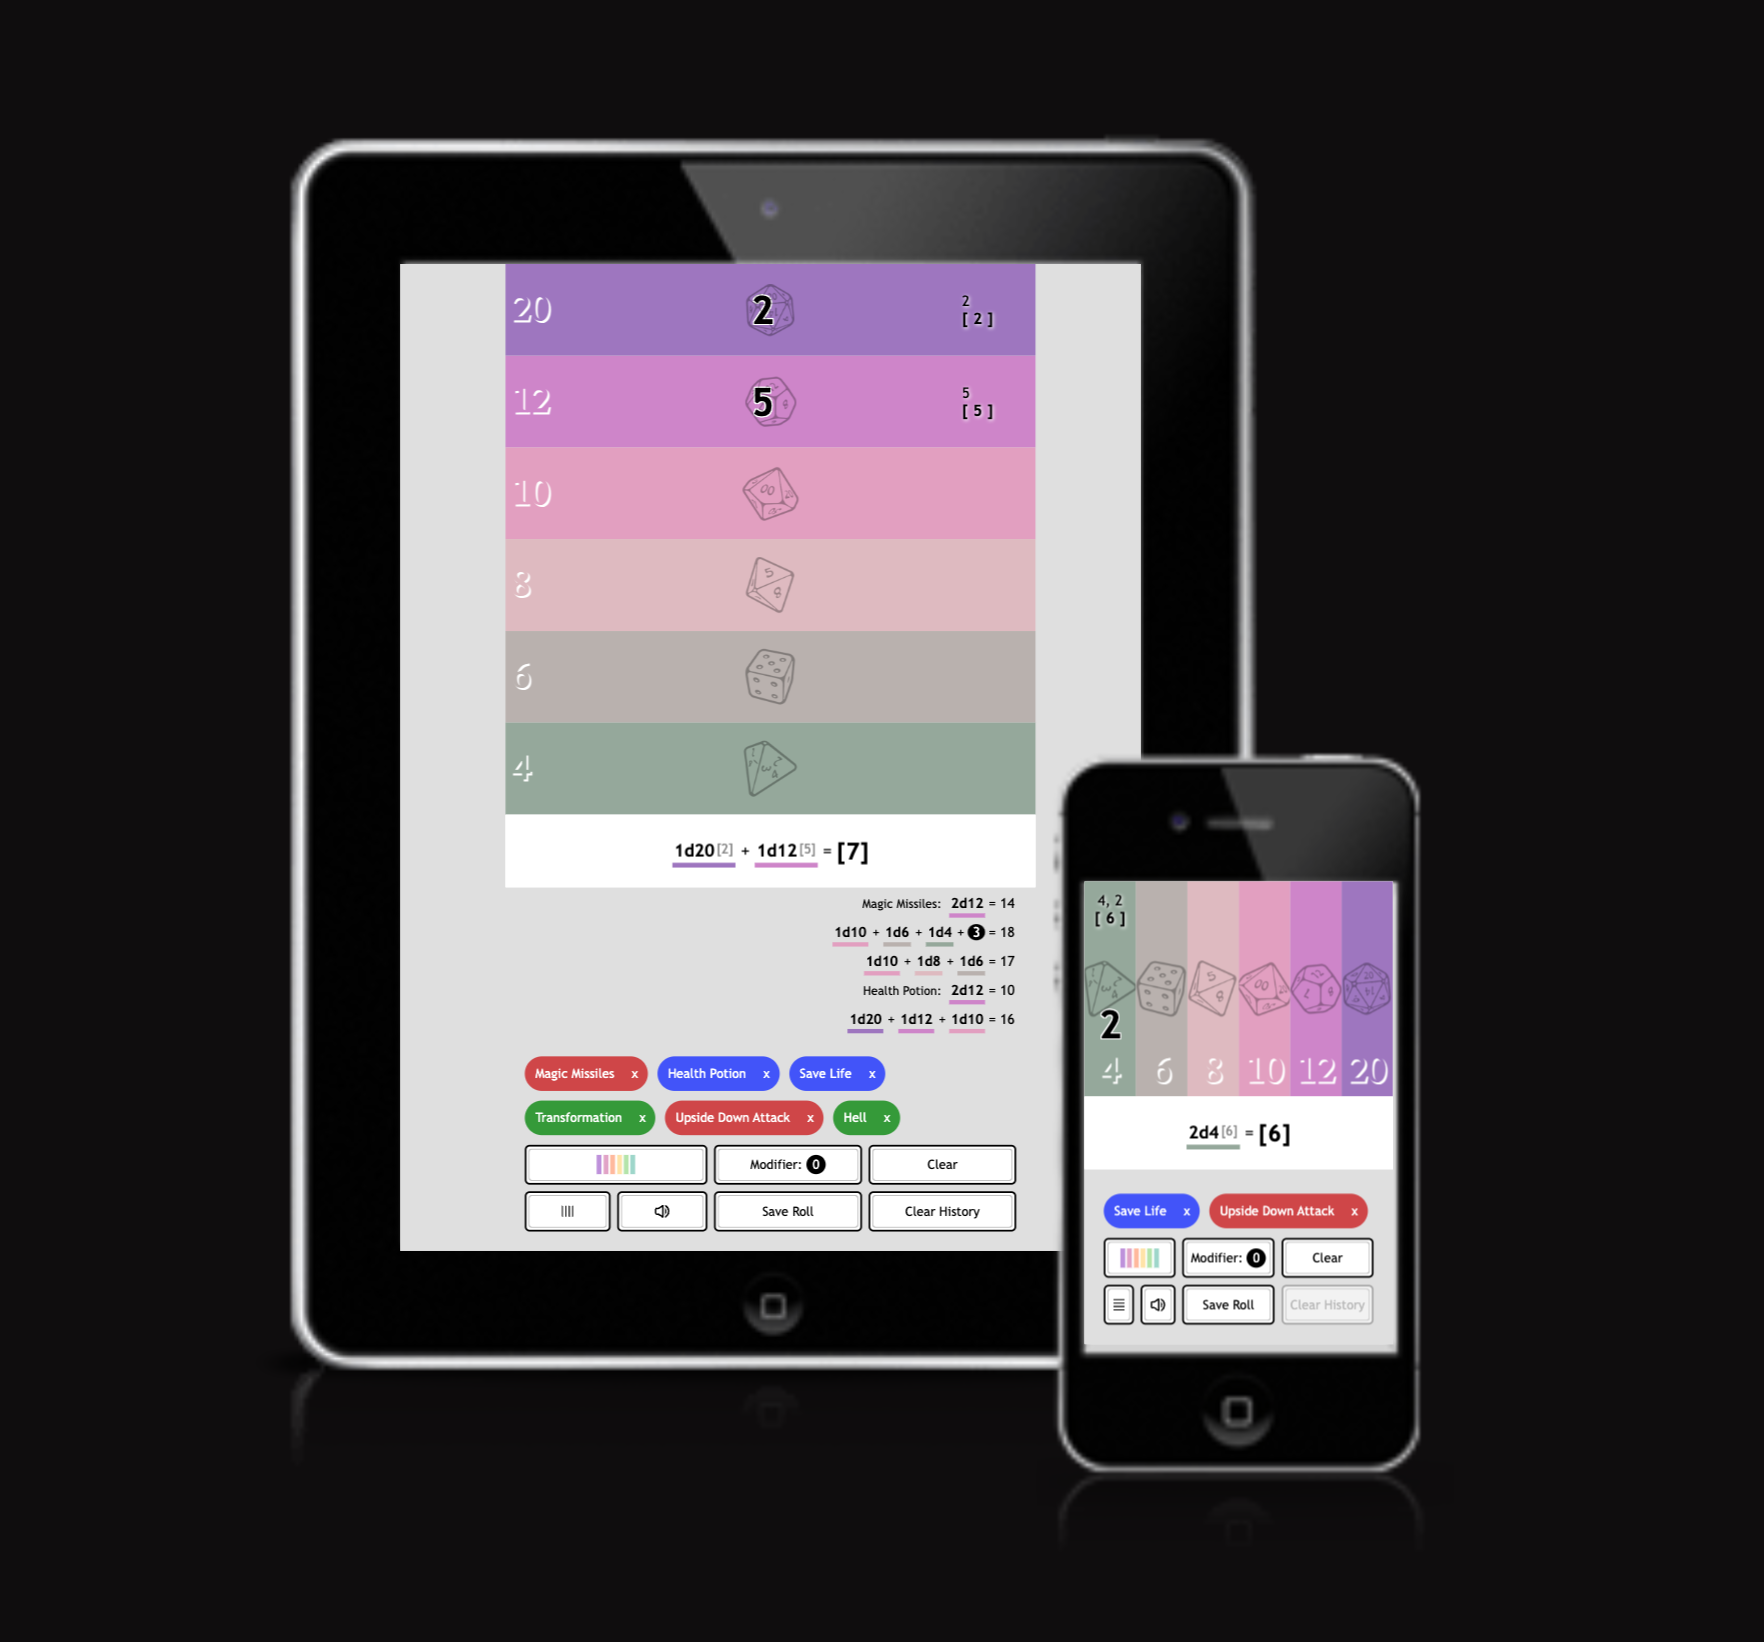 20 2 2
[ 2 ]
12 5 5
[ 5 ]
10
8
6
4
1d20[2] + 1d12[5] = [7]
Magic Missiles: 2d12 = 14
1d10 + 1d6 + 1d4 + 3 = 18
1d10 + 1d8 + 1d6 = 17
Health Potion: 2d12 = 10
1d20 + 1d12 + 1d10 = 16
Magic Missiles x Health Potion x Save Life x
Transformation x Upside Down Attack x Hell x
Modifier: 0 Clear
Save Roll Clear History
4, 2
[ 6 ]
2
4 6 8 10 12 20
2d4[6] = [6]
Save Life x Upside Down Attack x
Modifier: 0 Clear
Save Roll Clear History